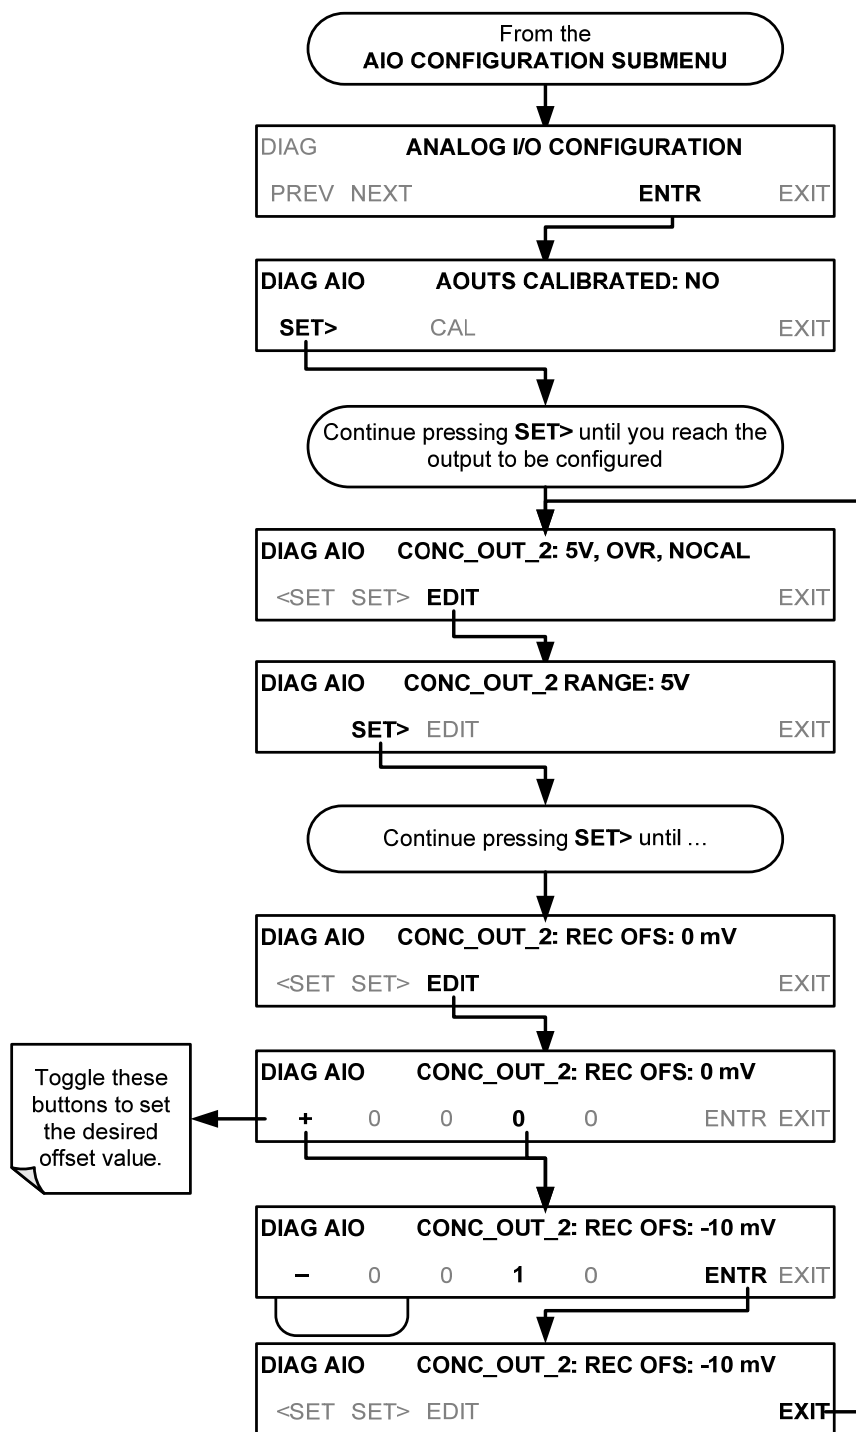 From the
AIO CONFIGURATION SUBMENU
DIAG ANALOG I/O CONFIGURATION
PREV NEXT ENTR EXIT
DIAG AIO AOUTS CALIBRATED: NO
SET> CAL EXIT
Continue pressing SET> until you reach the
output to be configured
DIAG AIO CONC_OUT_2: 5V, OVR, NOCAL
<SET SET> EDIT EXIT
DIAG AIO CONC_OUT_2 RANGE: 5V
SET> EDIT EXIT
Continue pressing SET> until ...
DIAG AIO CONC_OUT_2: REC OFS: 0 mV
<SET SET> EDIT EXIT
Toggle these
buttons to set
the desired
offset value.
DIAG AIO CONC_OUT_2: REC OFS: 0 mV
+ 0 0 0 0 ENTR EXIT
DIAG AIO CONC_OUT_2: REC OFS: -10 mV
– 0 0 1 0 ENTR EXIT
DIAG AIO CONC_OUT_2: REC OFS: -10 mV
<SET SET> EDIT EXIT